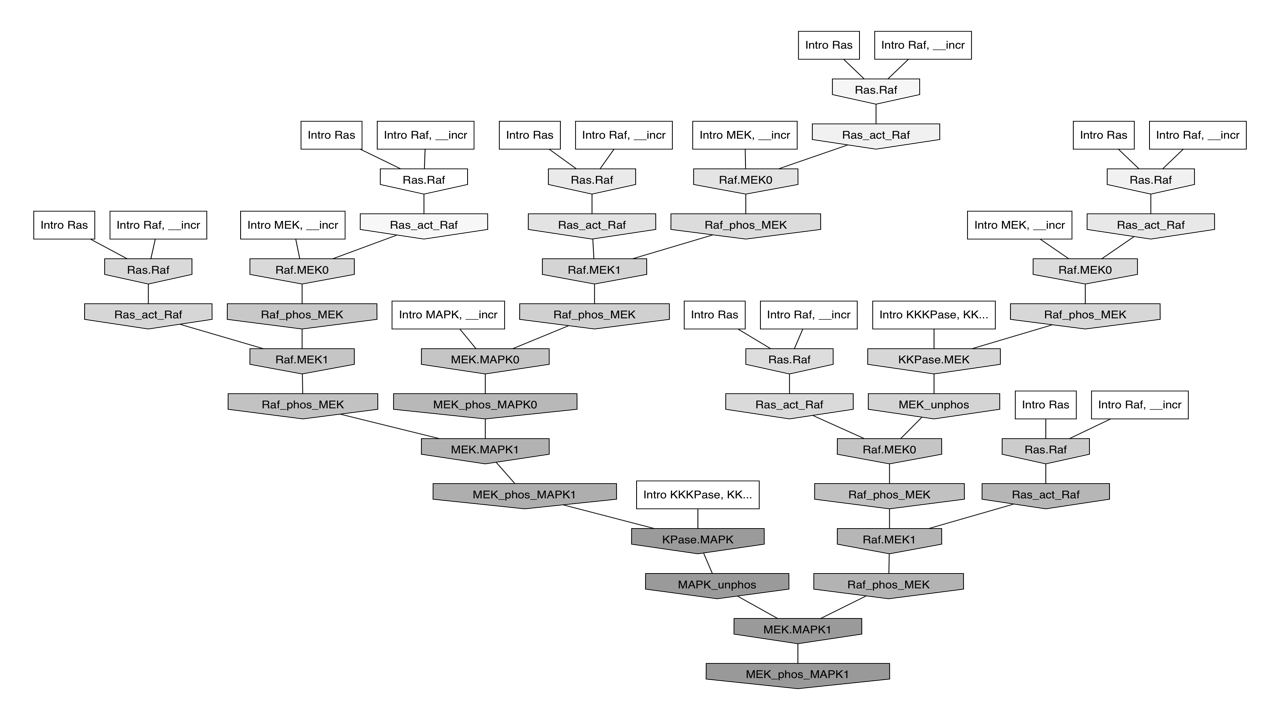 Intro Ras
Intro Raf, __incr
Ras.Raf
Intro Ras
Intro Raf, __incr
Intro Ras
Intro Raf, __incr
Intro MEK, __incr
Ras_act_Raf
Intro Ras
Intro Raf, __incr
Ras.Raf
Ras.Raf
Raf.MEK0
Ras.Raf
Intro Ras
Intro Raf, __incr
Intro MEK, __incr
Ras_act_Raf
Ras_act_Raf
Raf_phos_MEK
Intro MEK, __incr
Ras_act_Raf
Ras.Raf
Raf.MEK0
Raf.MEK1
Raf.MEK0
Ras_act_Raf
Raf_phos_MEK
Intro MAPK, __incr
Raf_phos_MEK
Intro Ras
Intro Raf, __incr
Intro KKKPase, KK...
Raf_phos_MEK
Raf.MEK1
MEK.MAPK0
Ras.Raf
KKPase.MEK
Raf_phos_MEK
MEK_phos_MAPK0
Ras_act_Raf
MEK_unphos
Intro Ras
Intro Raf, __incr
MEK.MAPK1
Raf.MEK0
Ras.Raf
MEK_phos_MAPK1
Intro KKKPase, KK...
Raf_phos_MEK
Ras_act_Raf
KPase.MAPK
Raf.MEK1
MAPK_unphos
Raf_phos_MEK
MEK.MAPK1
MEK_phos_MAPK1